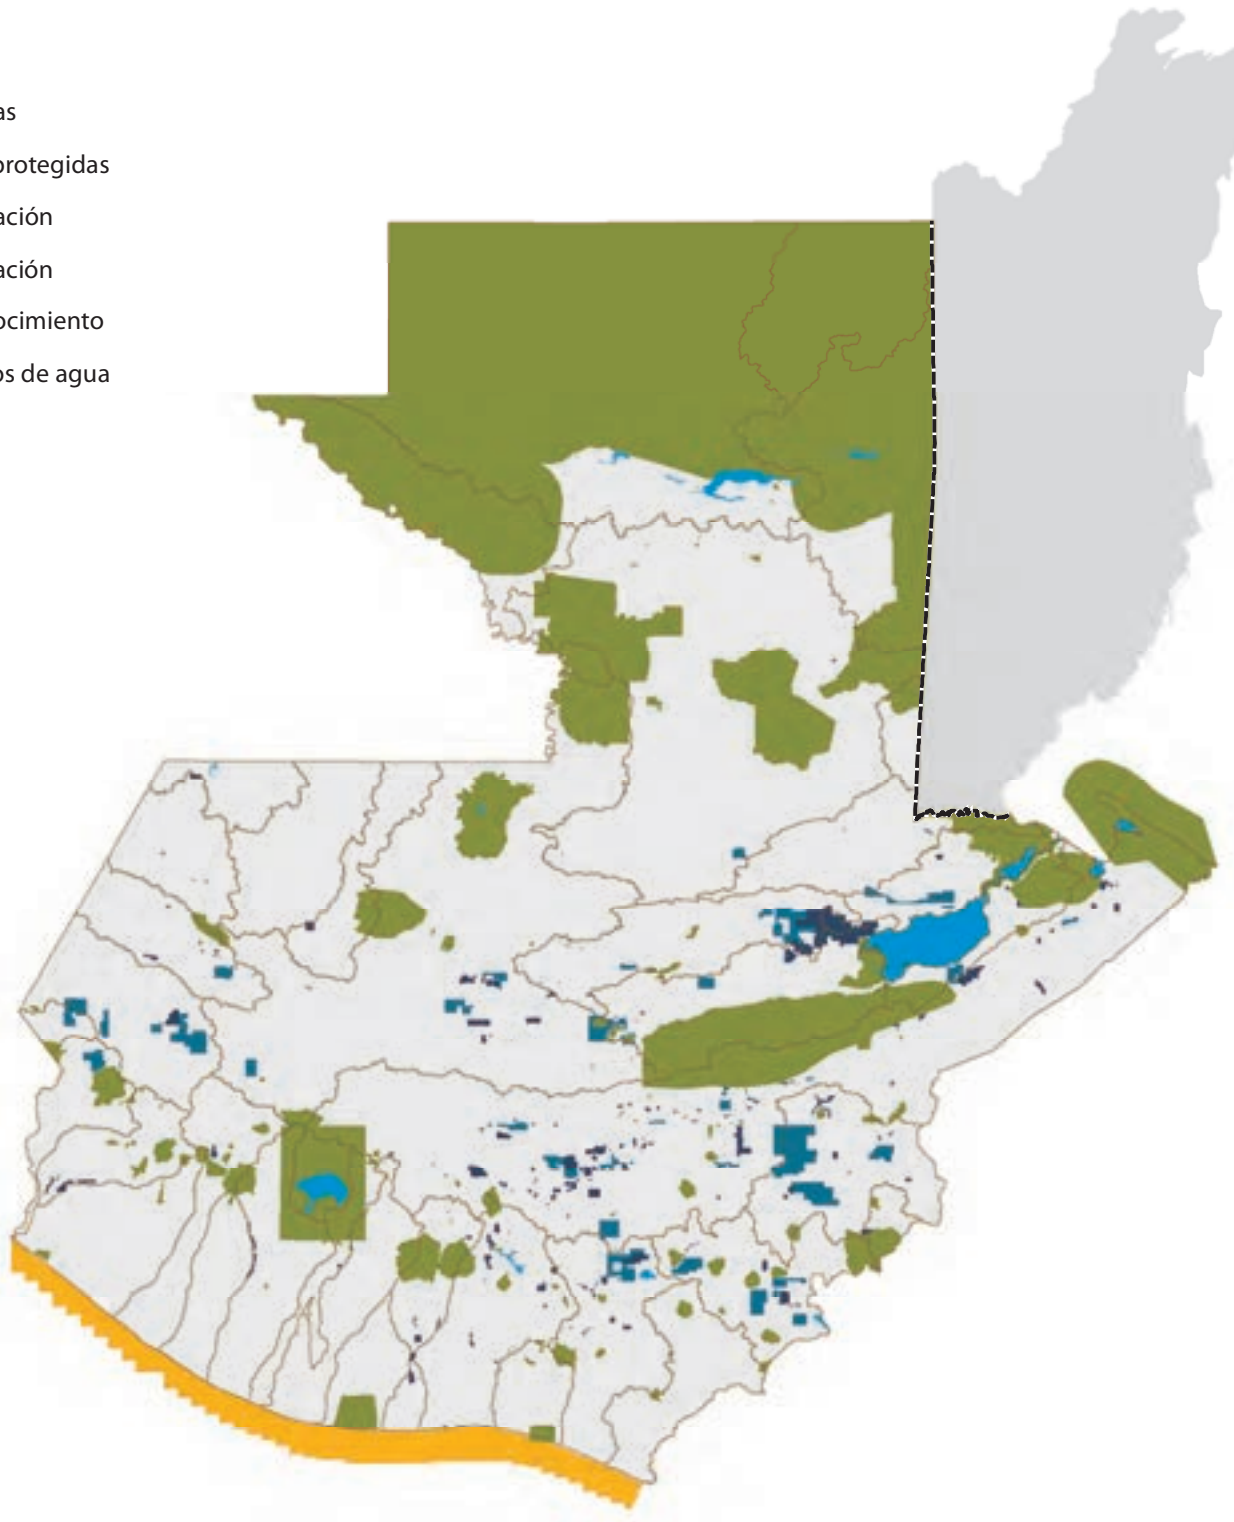 as
protegidas
ación
ación
ocimiento
os de agua